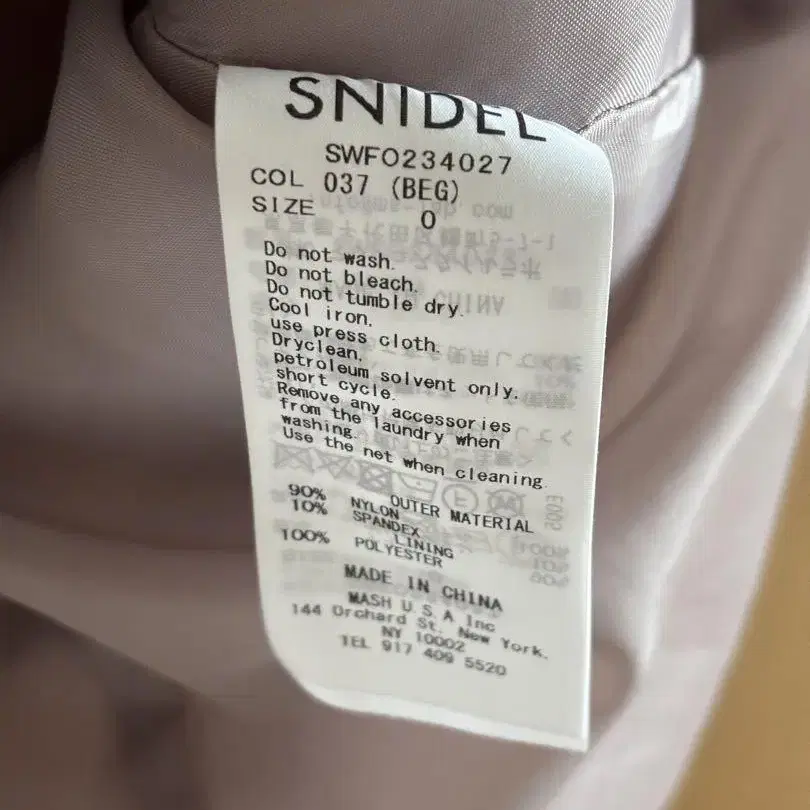 SNIDEL
SWFO234027
COL 037 (BEG)
SIZE 0
Do not wash.
Do not bleach.
Do not tumble dry.
Cool iron.
use press cloth.
Dryclean.
petroleum solvent only.
short cycle.
Remove any accessories
from the laundry when
washing.
Use the net when cleaning.
OUTER MATERIAL
90% NYLON
10% SPANDEX
LINING
100% POLYESTER
MADE IN CHINA
MASH U S A Inc
144 Orchard St. New York.
NY 10002
TEL 917 409 5520